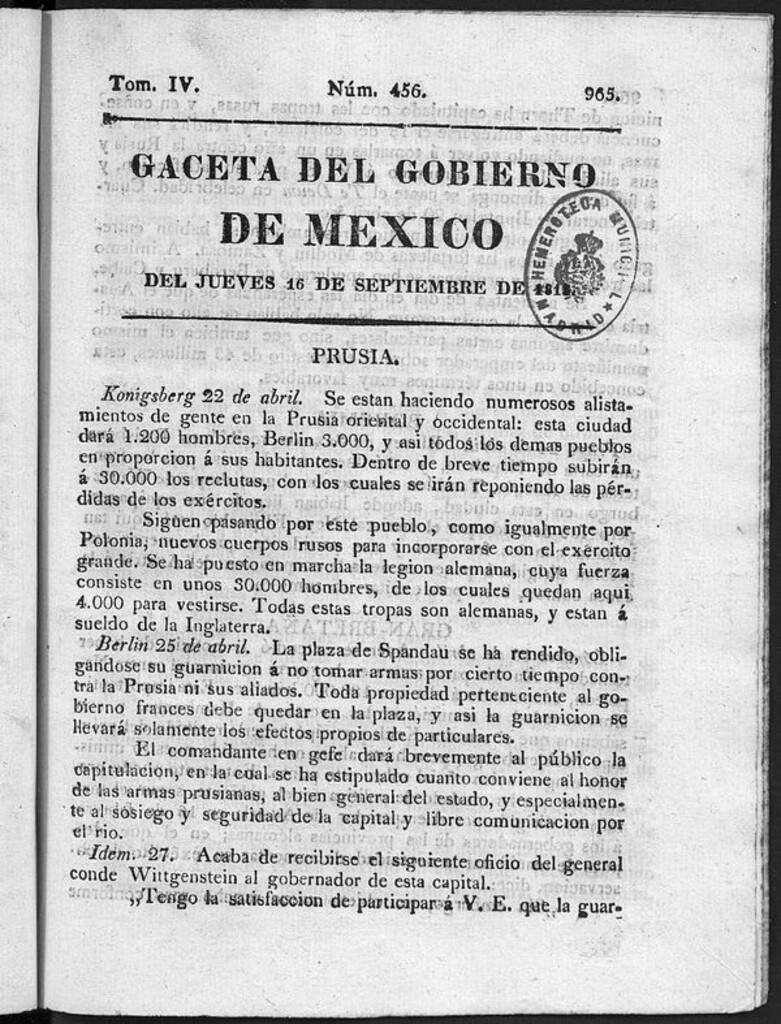 Tom. IV. Núm. 456. 965.
GACETA DEL GOBIERNO
DE MEXICO
DEL JUEVES 16 DE SEPTIEMBRE DE 1813.
HEMEROTECA MUNICIPAL
MADRID
PRUSIA.
Konigsberg 22 de abril. Se estan haciendo numerosos alista-
mientos de gente en la Prusia oriental y occidental: esta ciudad
dará 1.200 hombres, Berlin 3.000, y asi todos los demas pueblos
en proporcion á sus habitantes. Dentro de breve tiempo subirán
á 30.000 los reclutas, con los cuales se irán reponiendo las pér-
didas de los exércitos.
Siguen pasando por este pueblo, como igualmente por
Polonia, nuevos cuerpos rusos para incorporarse con el exército
grande. Se ha puesto en marcha la legion alemana, cuya fuerza
consiste en unos 30.000 hombres, de los cuales quedan aqui
4.000 para vestirse. Todas estas tropas son alemanas, y estan á
sueldo de la Inglaterra.
Berlin 25 de abril. La plaza de Spandau se ha rendido, obli-
gandose su guarnicion á no tomar armas por cierto tiempo con-
tra la Prusia ni sus aliados. Toda propiedad perteneciente al go-
bierno frances debe quedar en la plaza, y asi la guarnicion se
llevará solamente los efectos propios de particulares.
El comandante en gefe dará brevemente al público la
capitulacion, en la cual se ha estipulado cuanto conviene al honor
de las armas prusianas, al bien general del estado, y especialmen-
te al sosiego y seguridad de la capital y libre comunicacion por
el rio.
Idem. 27. Acaba de recibirse el siguiente oficio del general
conde Wittgenstein al gobernador de esta capital.
„Tengo la satisfaccion de participar á V. E. que la guar-